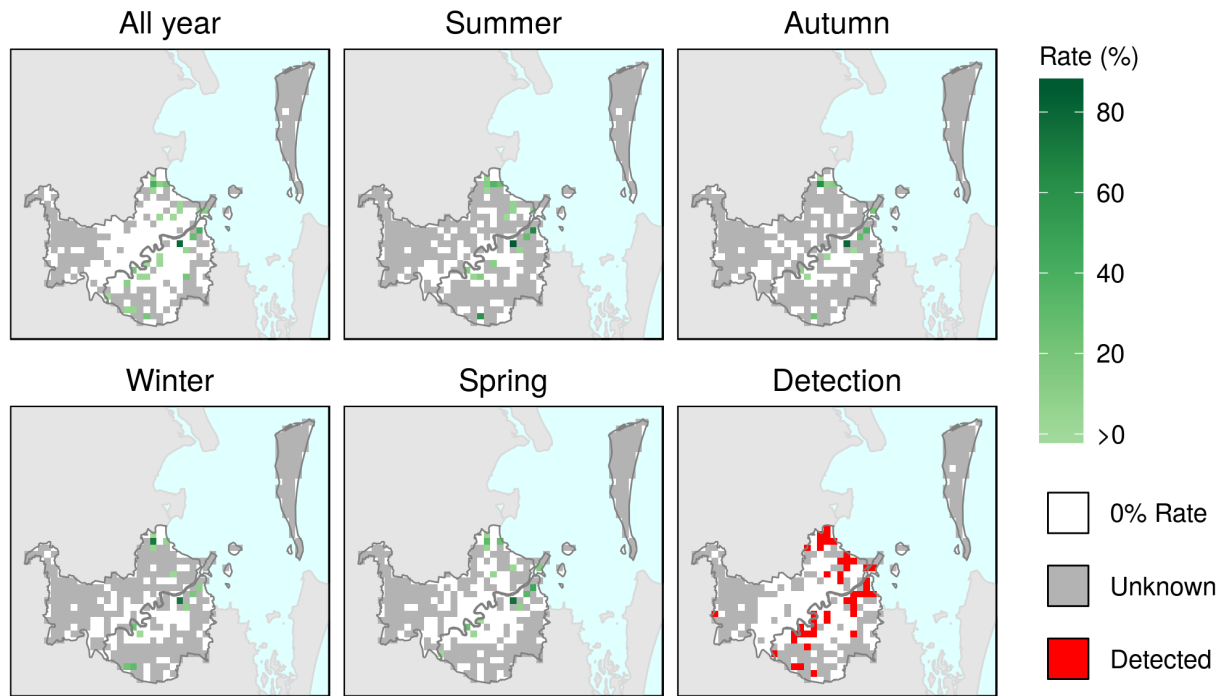 All year
Summer
Autumn
Rate (%)
80
60
40
20
>0
Winter
Spring
Detection
0% Rate
Unknown
Detected